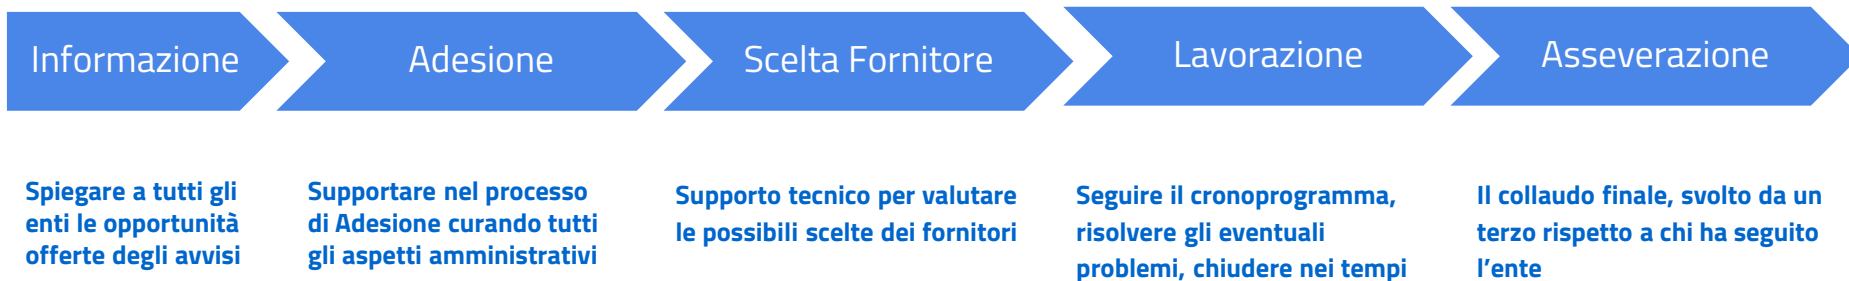 Informazione
Adesione
Scelta Fornitore
Lavorazione
Asseverazione
Spiegare a tutti gli
enti le opportunità
offerte degli avvisi
Supportare nel processo
di Adesione curando tutti
gli aspetti amministrativi
Supporto tecnico per valutare
le possibili scelte dei fornitori
Seguire il cronoprogramma,
risolvere gli eventuali
problemi, chiudere nei tempi
Il collaudo finale, svolto da un
terzo rispetto a chi ha seguito
l’ente